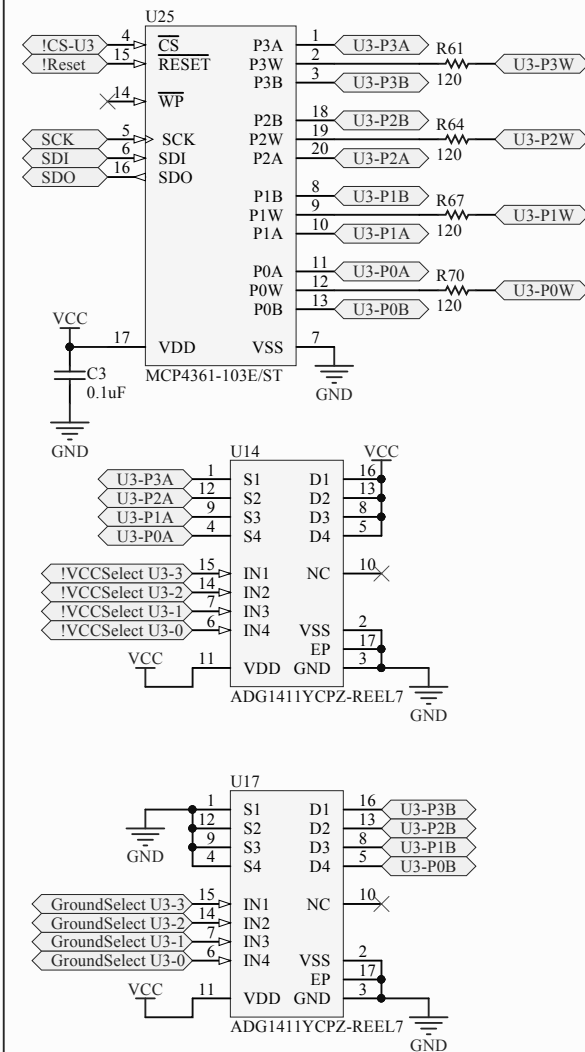 U25
!CS-U3 4 CS P3A 1 U3-P3A
!Reset 15 RESET P3W 2 R61 120 U3-P3W
P3B 3 U3-P3B
14 WP
P2B 18 U3-P2B
SCK 5 SCK P2W 19 R64 120 U3-P2W
SDI 6 SDI P2A 20 U3-P2A
SDO 16 SDO
P1B 8 U3-P1B
P1W 9 R67 120 U3-P1W
P1A 10 U3-P1A
P0A 11 U3-P0A
P0W 12 R70 120 U3-P0W
P0B 13 U3-P0B
VCC
17 VDD VSS 7
MCP4361-103E/ST
C3
0.1uF
GND
GND
U14
VCC
U3-P3A 1 S1 D1 16
U3-P2A 12 S2 D2 13
U3-P1A 9 S3 D3 8
U3-P0A 4 S4 D4 5
!VCCSelect U3-3 15 IN1 NC 10
!VCCSelect U3-2 14 IN2
!VCCSelect U3-1 7 IN3
!VCCSelect U3-0 6 IN4 VSS 2
EP 17
VCC 11 VDD GND 3
ADG1411YCPZ-REEL7
GND
U17
1 S1 D1 16 U3-P3B
12 S2 D2 13 U3-P2B
9 S3 D3 8 U3-P1B
4 S4 D4 5 U3-P0B
GND
GroundSelect U3-3 15 IN1 NC 10
GroundSelect U3-2 14 IN2
GroundSelect U3-1 7 IN3
GroundSelect U3-0 6 IN4 VSS 2
EP 17
VCC 11 VDD GND 3
ADG1411YCPZ-REEL7
GND